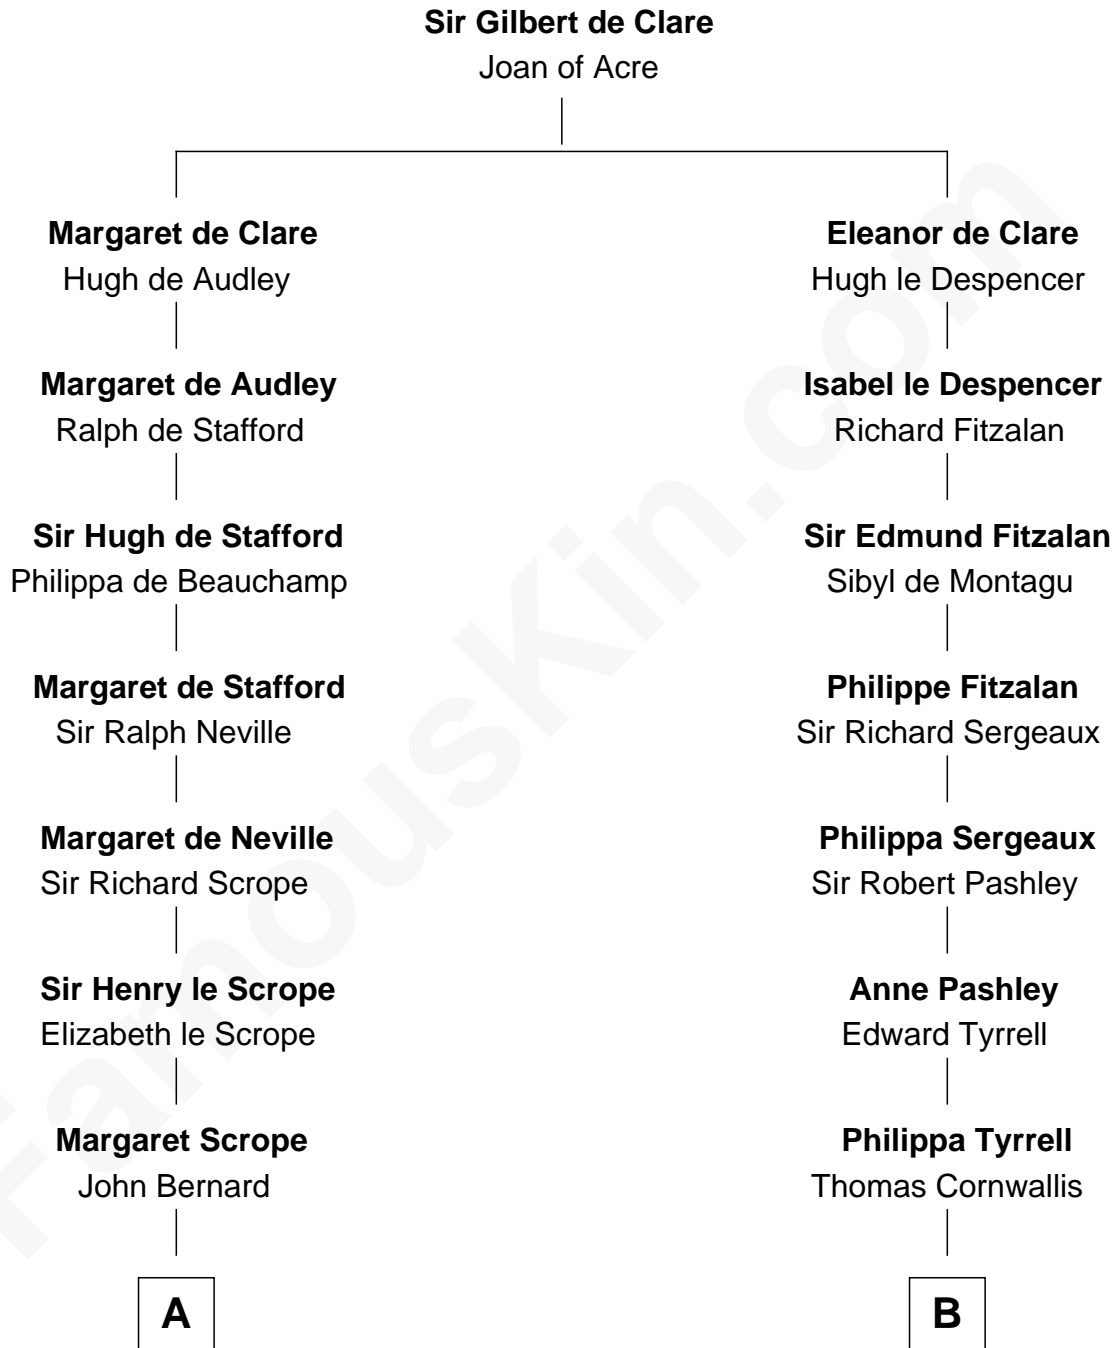 Sir Gilbert de Clare
Joan of Acre
Margaret de Clare
Hugh de Audley
Eleanor de Clare
Hugh le Despencer
Margaret de Audley
Ralph de Stafford
Isabel le Despencer
Richard Fitzalan
Sir Hugh de Stafford
Philippa de Beauchamp
Sir Edmund Fitzalan
Sibyl de Montagu
Margaret de Stafford
Sir Ralph Neville
Philippe Fitzalan
Sir Richard Sergeaux
Margaret de Neville
Sir Richard Scrope
Philippa Sergeaux
Sir Robert Pashley
Sir Henry le Scrope
Elizabeth le Scrope
Anne Pashley
Edward Tyrrell
Margaret Scrope
John Bernard
Philippa Tyrrell
Thomas Cornwallis
A
B
FamousKin.com